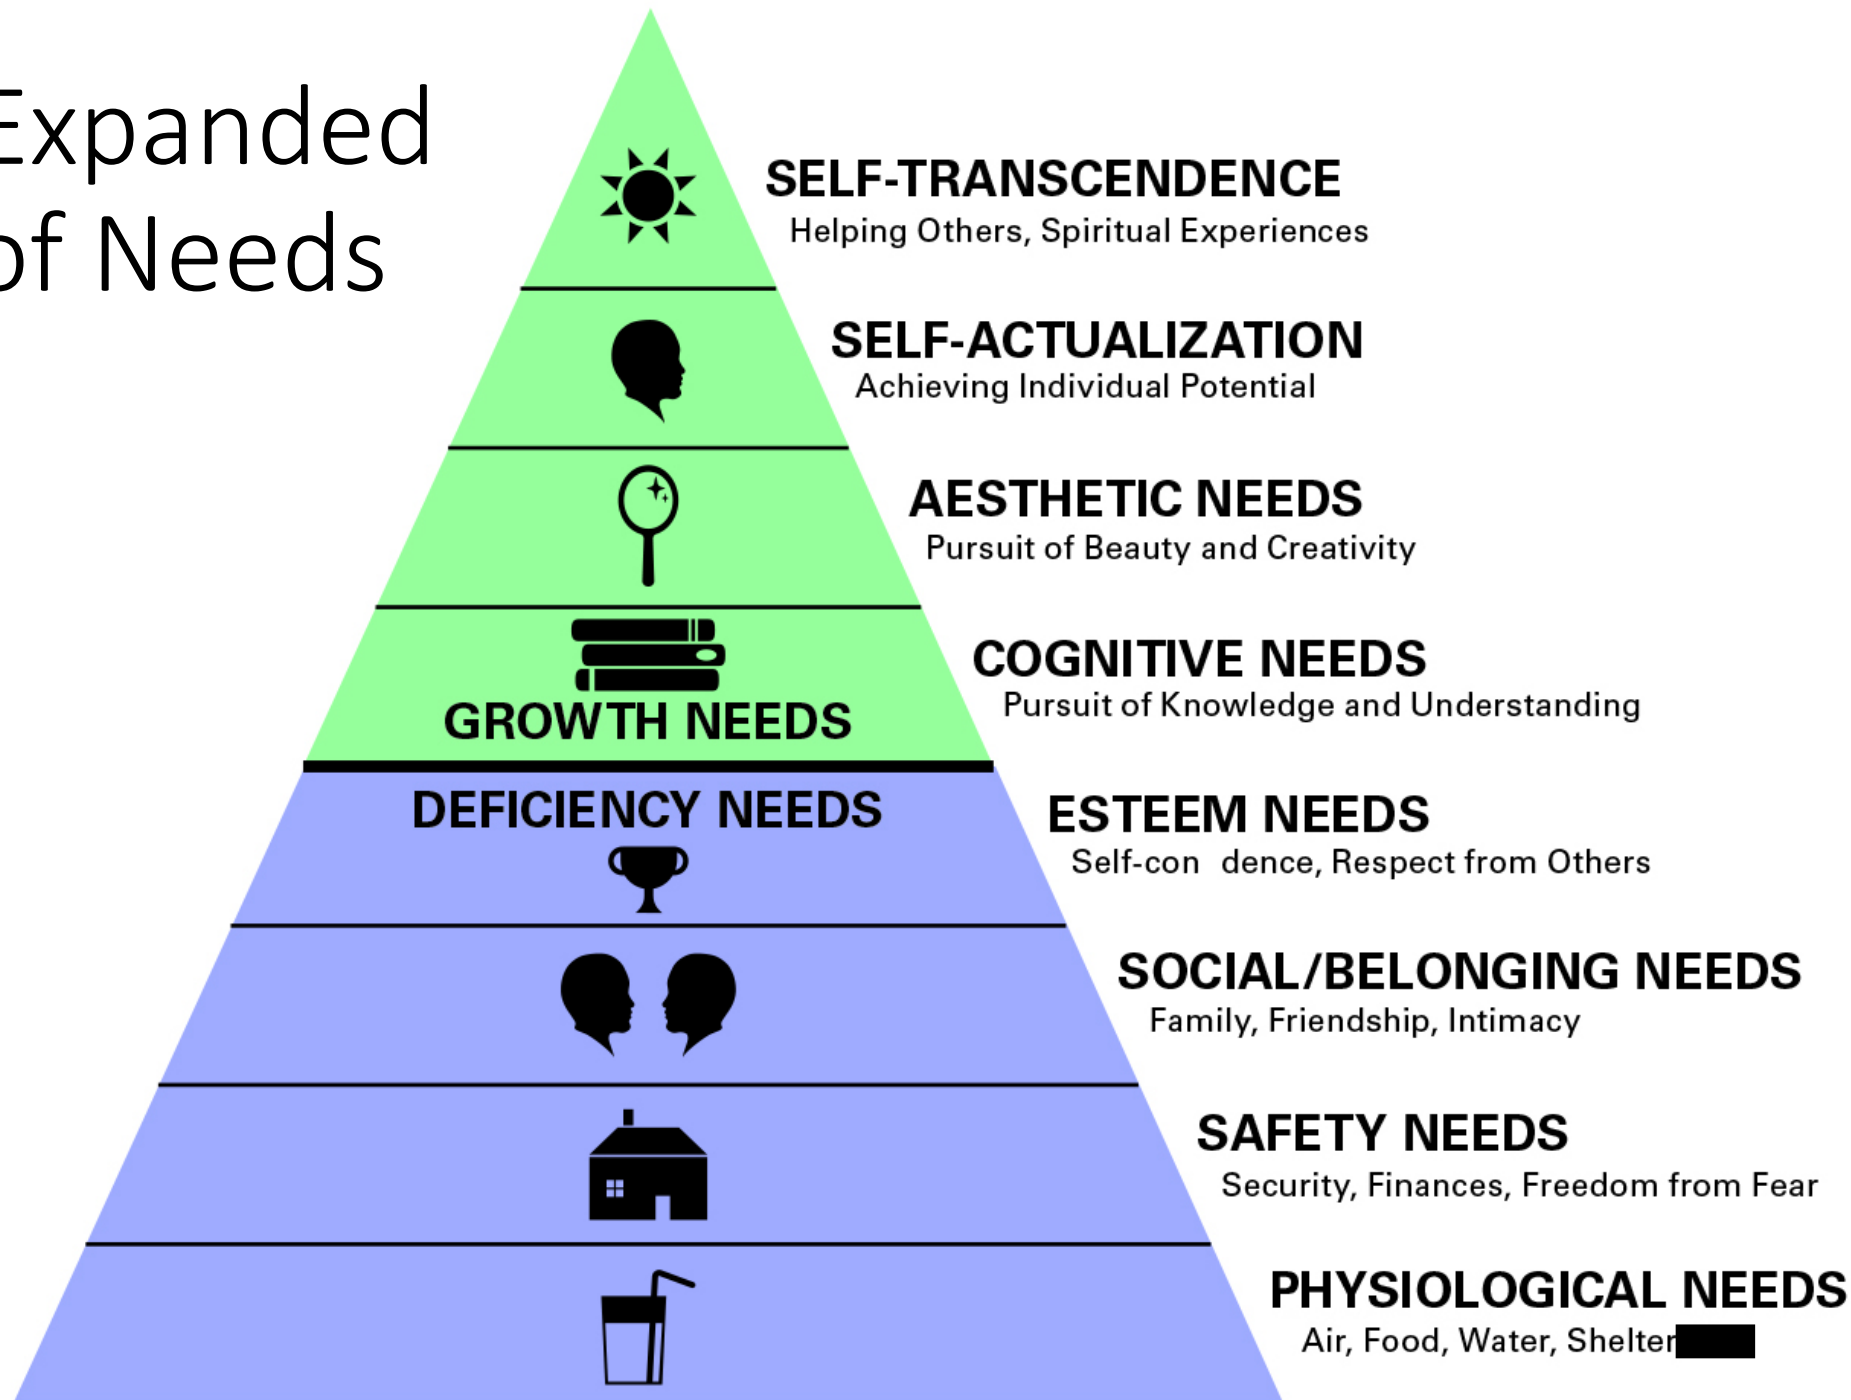 Expanded
of Needs
SELF-TRANSCENDENCE
Helping Others, Spiritual Experiences
SELF-ACTUALIZATION
Achieving Individual Potential
AESTHETIC NEEDS
Pursuit of Beauty and Creativity
COGNITIVE NEEDS
Pursuit of Knowledge and Understanding
GROWTH NEEDS
DEFICIENCY NEEDS
ESTEEM NEEDS
Self-con dence, Respect from Others
SOCIAL/BELONGING NEEDS
Family, Friendship, Intimacy
SAFETY NEEDS
Security, Finances, Freedom from Fear
PHYSIOLOGICAL NEEDS
Air, Food, Water, Shelter